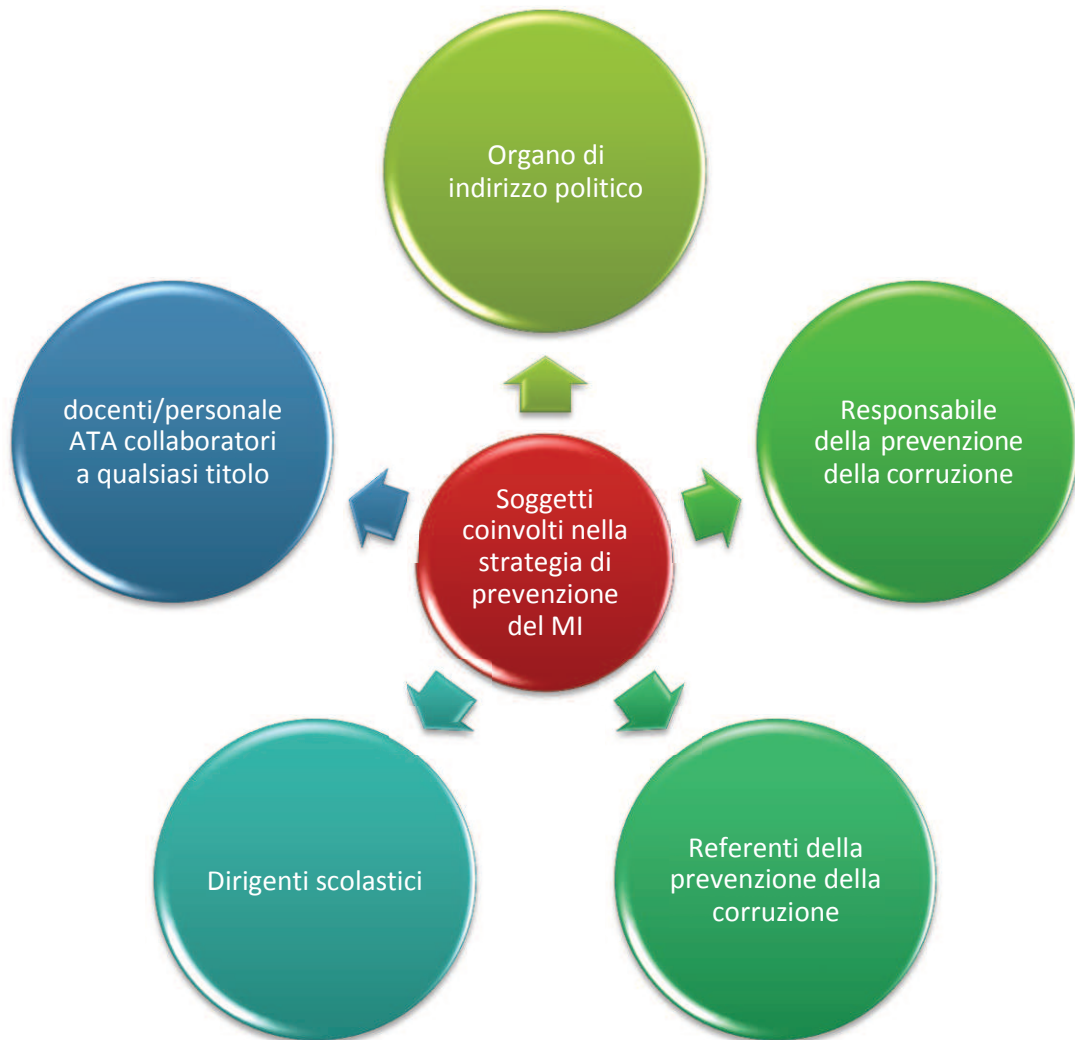 Organo di
indirizzo politico
docenti/personale
ATA collaboratori
a qualsiasi titolo
Responsabile
della prevenzione
della corruzione
Soggetti
coinvolti nella
strategia di
prevenzione
del MI
Dirigenti scolastici
Referenti della
prevenzione della
corruzione